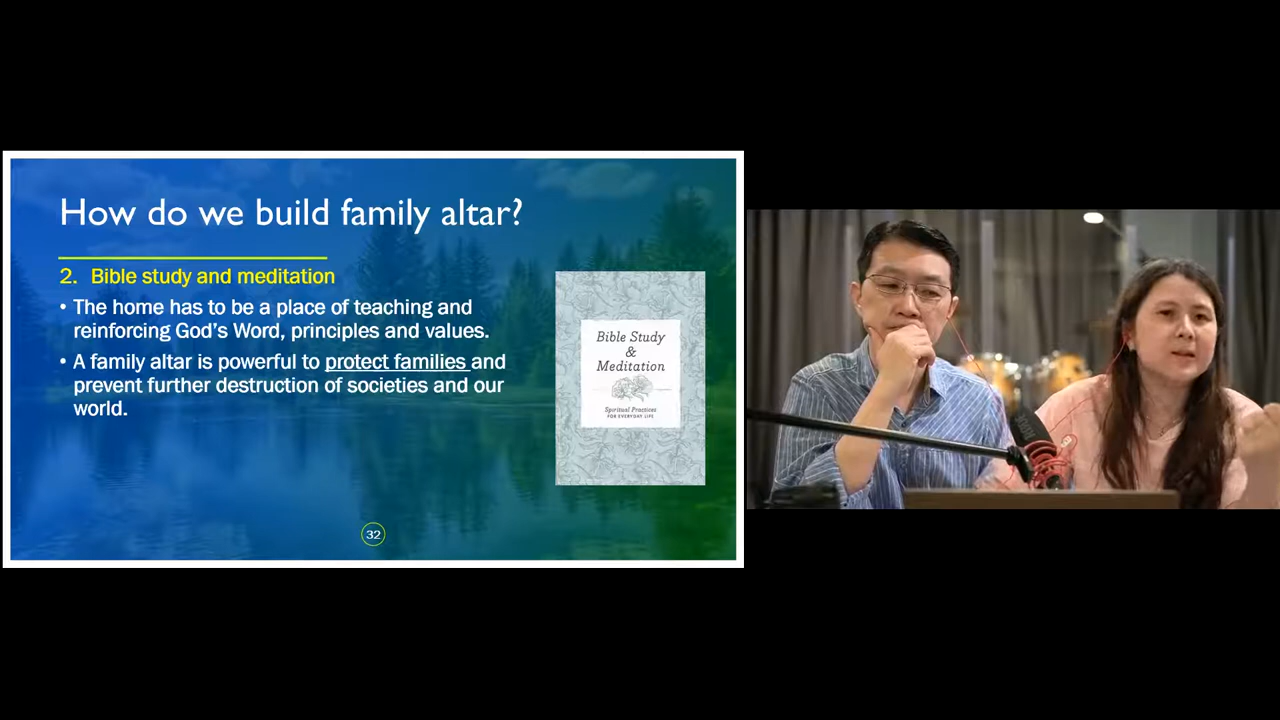 How do we build family altar?
2. Bible study and meditation
• The home has to be a place of teaching and
reinforcing God's Word, principles and values.
• A family altar is powerful to protect families and
prevent further destruction of societies and our
world.
Bible Study
&
Meditation
Spiritual Practices
FOR EVERYDAY LIFE
32